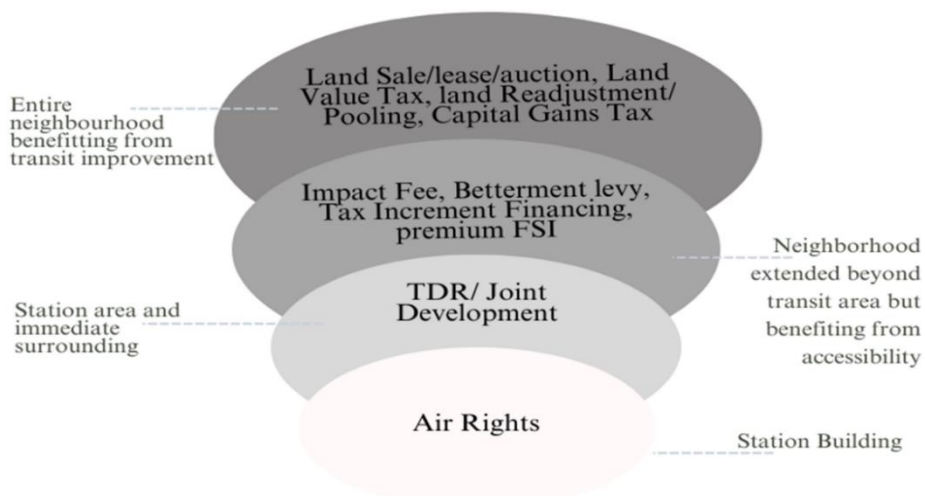 Land Sale/lease/auction, Land
Value Tax, land Readjustment/
Pooling, Capital Gains Tax
Entire
neighbourhood
benefitting from
transit improvement
Impact Fee, Betterment levy,
Tax Increment Financing,
premium FSI
Neighborhood
extended beyond
transit area but
benefiting from
accessibility
TDR/ Joint
Development
Station area and
immediate
surrounding
Air Rights
Station Building